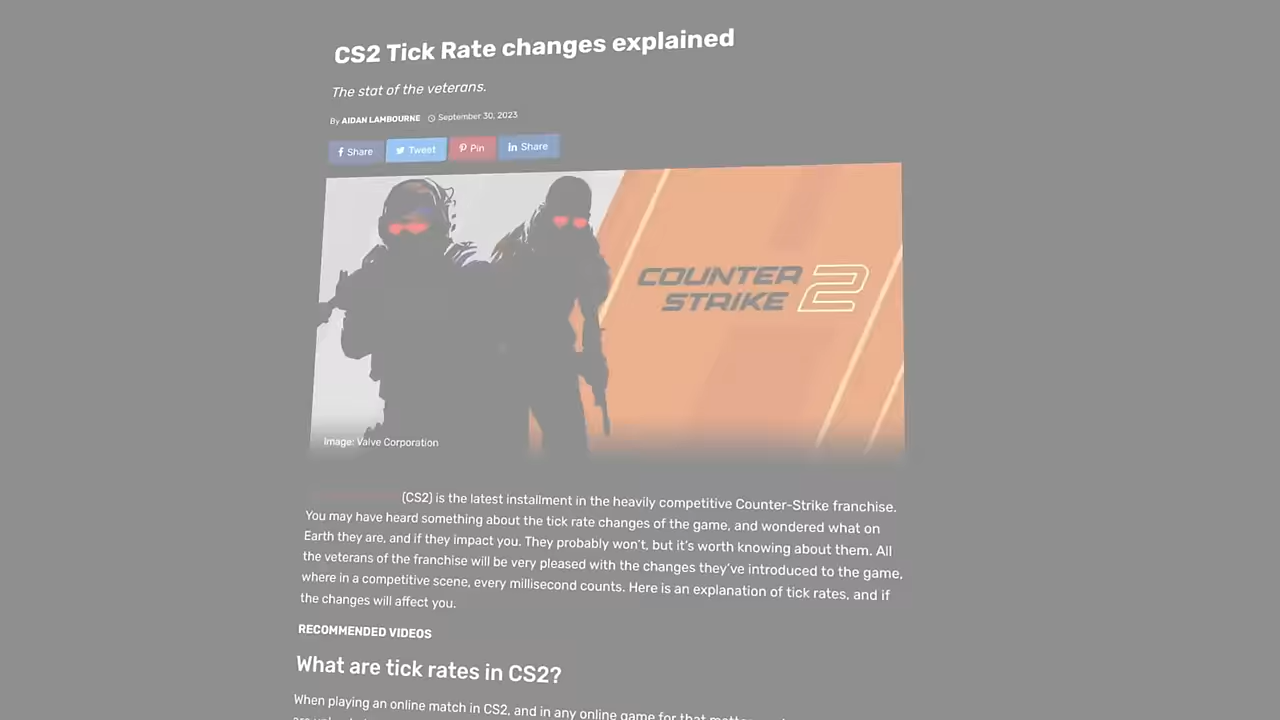 CS2 Tick Rate changes explained
The stat of the veterans.
By AIDAN LAMBOURNE September 30, 2023
Share Tweet Pin in Share
COUNTER
STRIKE 2
Image: Valve Corporation
(CS2) is the latest installment in the heavily competitive Counter-Strike franchise.
You may have heard something about the tick rate changes of the game, and wondered what on
Earth they are, and if they impact you. They probably won't, but it's worth knowing about them. All
the veterans of the franchise will be very pleased with the changes they've introduced to the game,
where in a competitive scene, every millisecond counts. Here is an explanation of tick rates, and if
the changes will affect you.
RECOMMENDED VIDEOS
What are tick rates in CS2?
When playing an online match in CS2, and in any online game for that